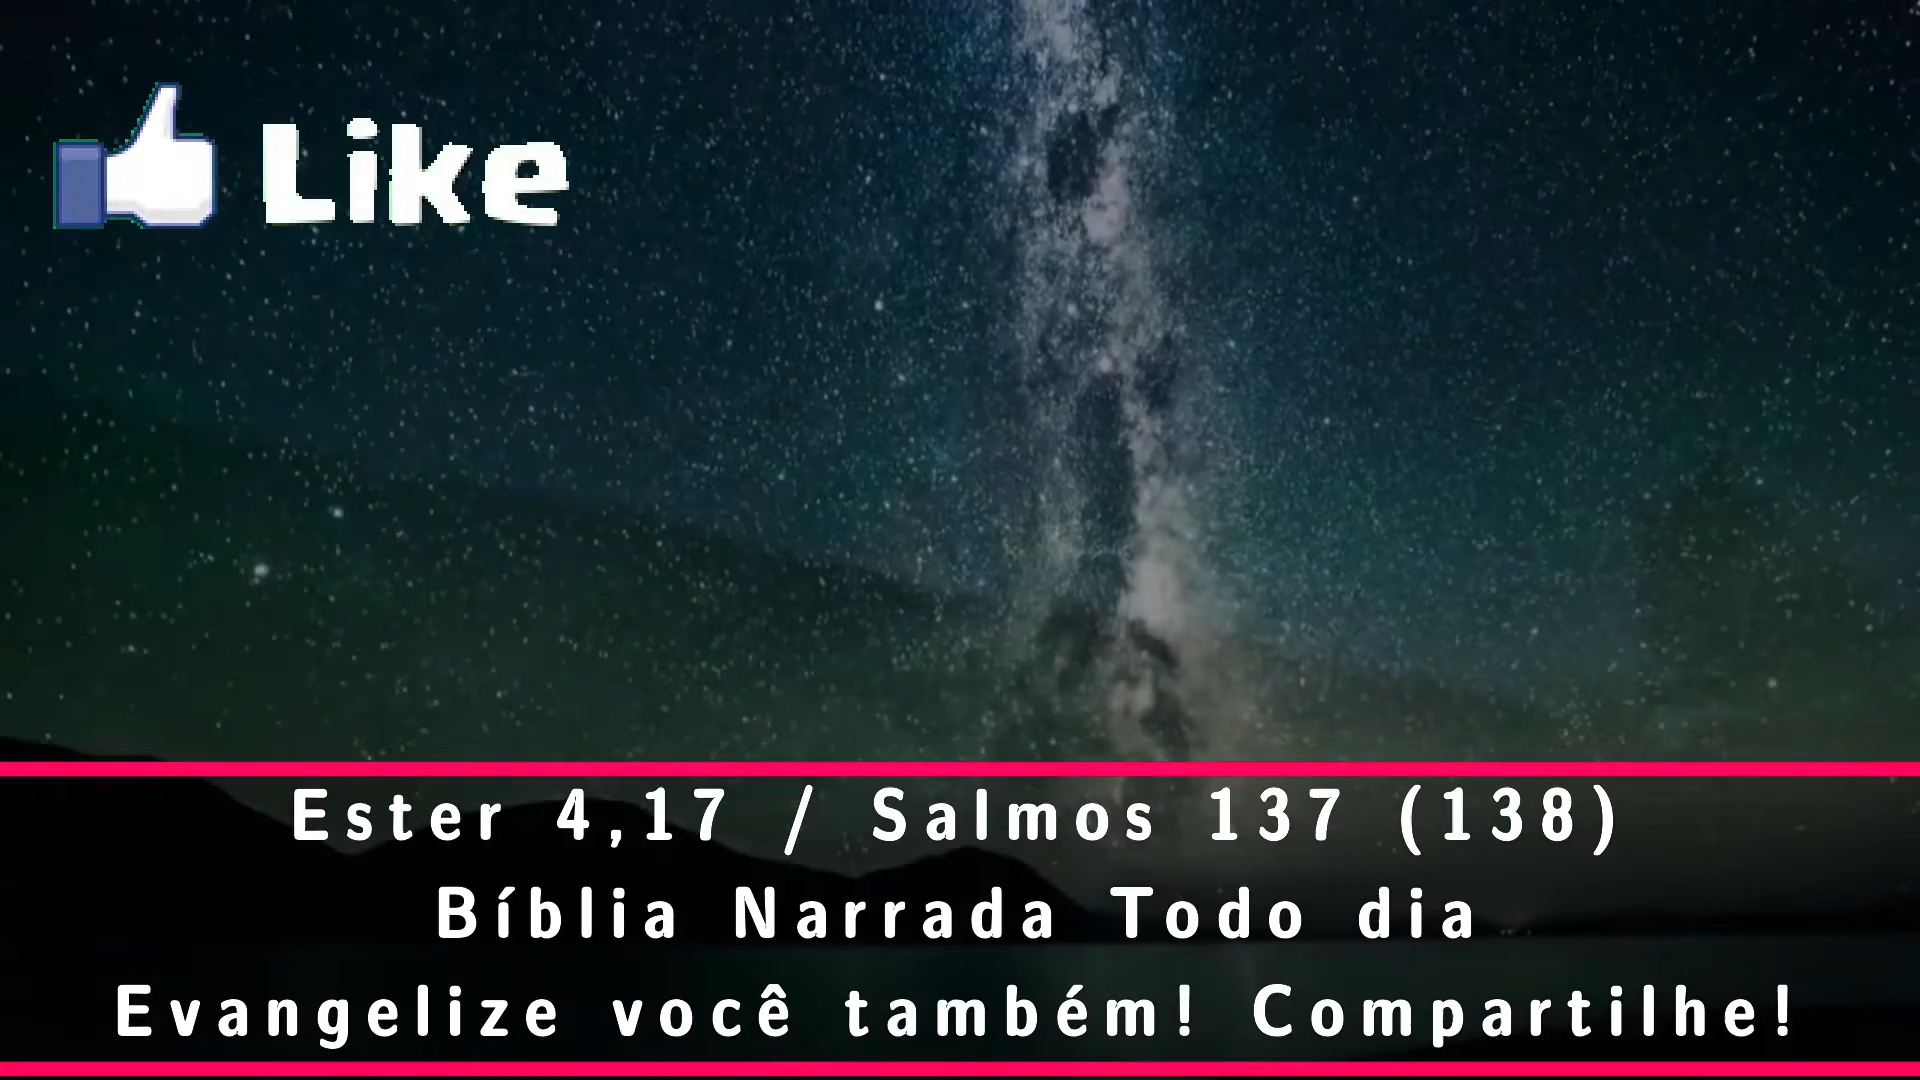 Like
Ester 4,17 / Salmos 137 (138)
Bíblia Narrada Todo dia
Evangelize você também! Compartilhe!